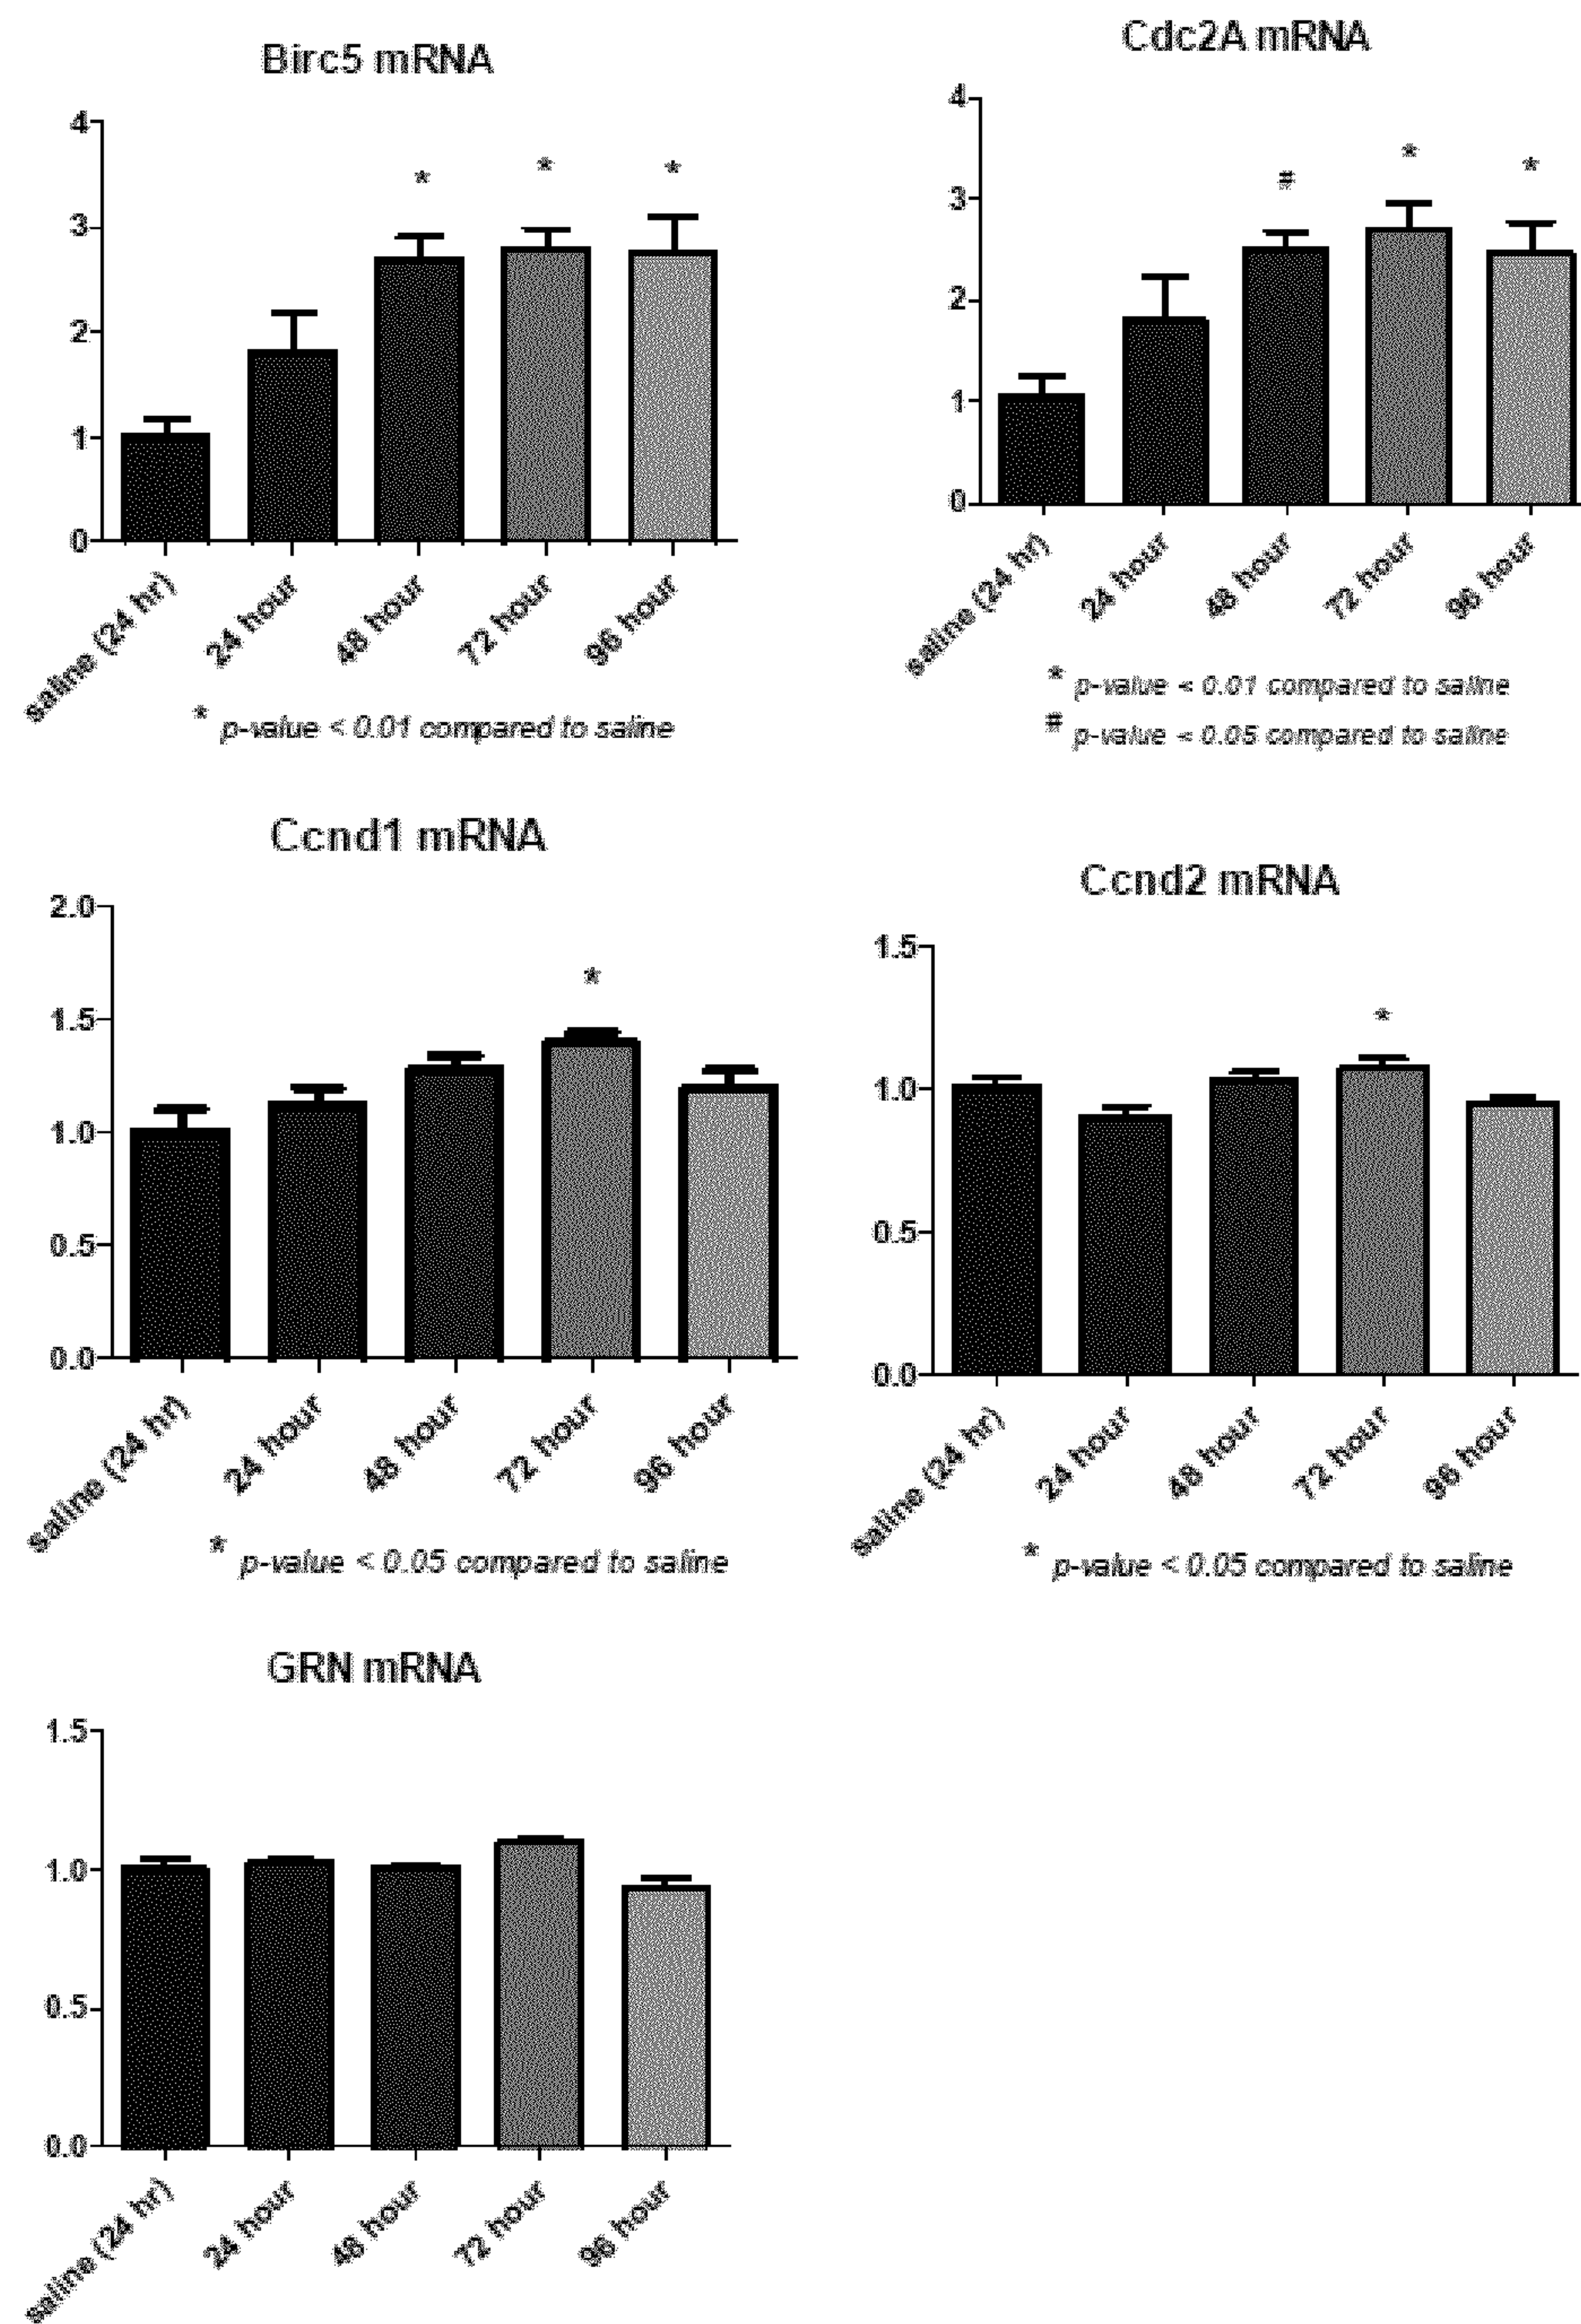 Birc5 mRNA
4
3
2
1
0
saline (24 hr)
24 hour
48 hour
72 hour
96 hour
* * *
* p-value < 0.01 compared to saline
Cdc2A mRNA
4
3
2
1
0
saline (24 hr)
24 hour
48 hour
72 hour
96 hour
# * *
* p-value < 0.01 compared to saline
# p-value < 0.05 compared to saline
Ccnd1 mRNA
2.0
1.5
1.0
0.5
0.0
saline (24 hr)
24 hour
48 hour
72 hour
96 hour
*
* p-value < 0.05 compared to saline
Ccnd2 mRNA
1.5
1.0
0.5
0.0
saline (24 hr)
24 hour
48 hour
72 hour
96 hour
*
* p-value < 0.05 compared to saline
GRN mRNA
1.5
1.0
0.5
0.0
saline (24 hr)
24 hour
48 hour
72 hour
96 hour